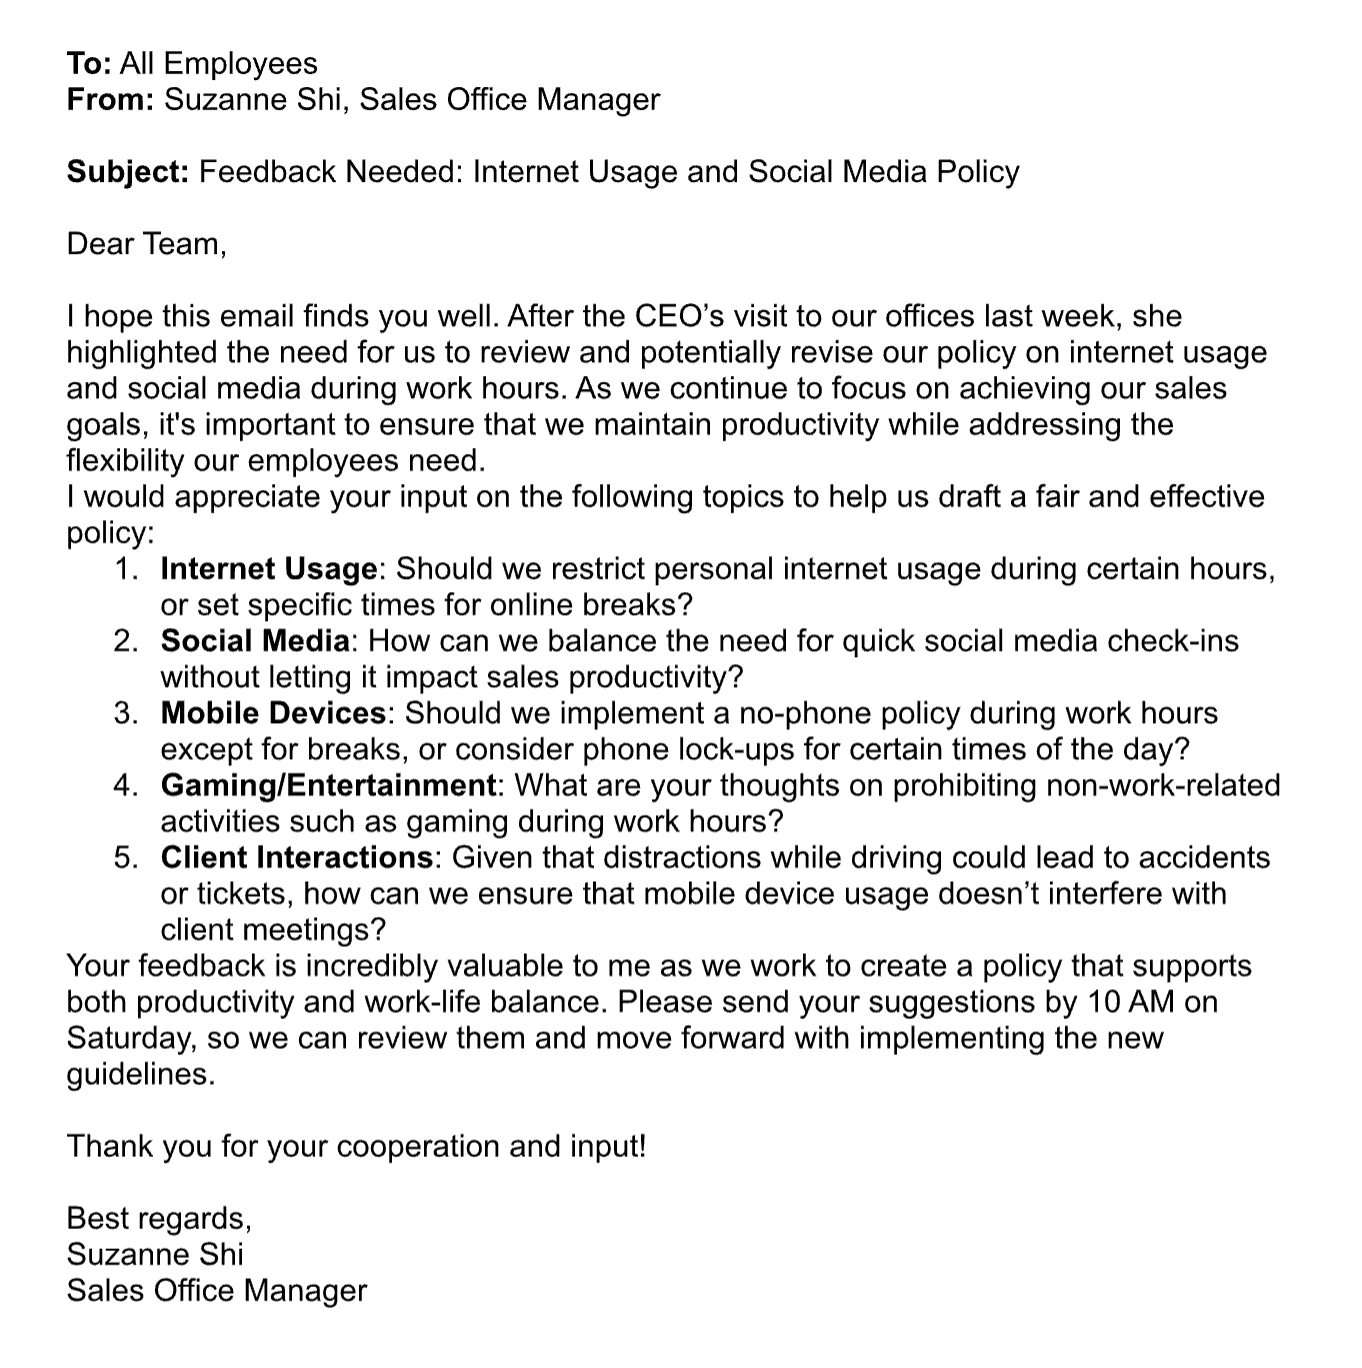 To: All Employees
From: Suzanne Shi, Sales Office Manager
Subject: Feedback Needed: Internet Usage and Social Media Policy
Dear Team,
I hope this email finds you well. After the CEO’s visit to our offices last week, she
highlighted the need for us to review and potentially revise our policy on internet usage
and social media during work hours. As we continue to focus on achieving our sales
goals, it's important to ensure that we maintain productivity while addressing the
flexibility our employees need.
I would appreciate your input on the following topics to help us draft a fair and effective
policy:
1. Internet Usage: Should we restrict personal internet usage during certain hours,
or set specific times for online breaks?
2. Social Media: How can we balance the need for quick social media check-ins
without letting it impact sales productivity?
3. Mobile Devices: Should we implement a no-phone policy during work hours
except for breaks, or consider phone lock-ups for certain times of the day?
4. Gaming/Entertainment: What are your thoughts on prohibiting non-work-related
activities such as gaming during work hours?
5. Client Interactions: Given that distractions while driving could lead to accidents
or tickets, how can we ensure that mobile device usage doesn’t interfere with
client meetings?
Your feedback is incredibly valuable to me as we work to create a policy that supports
both productivity and work-life balance. Please send your suggestions by 10 AM on
Saturday, so we can review them and move forward with implementing the new
guidelines.
Thank you for your cooperation and input!
Best regards,
Suzanne Shi
Sales Office Manager